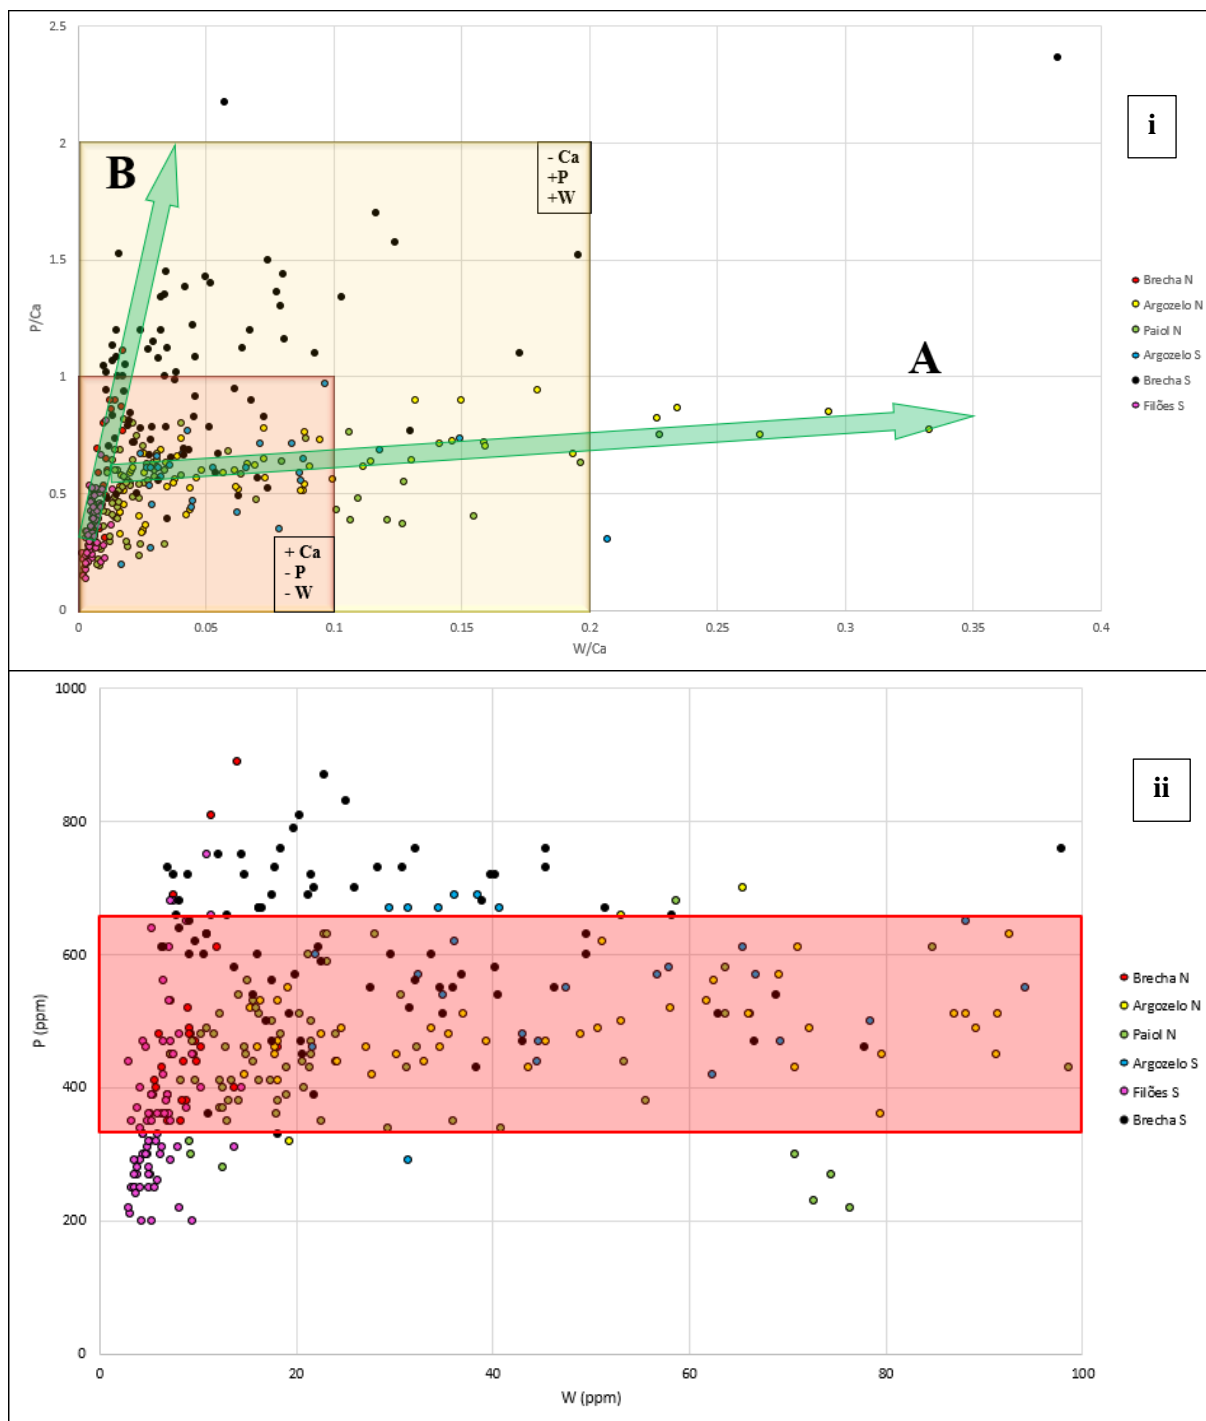 2.5
2
1.5
1
0.5
0
P/Ca
B
- Ca
+P
+W
i
A
+ Ca
- P
- W
Brecha N
Argozelo N
Paiol N
Argozelo S
Brecha S
Filões S
0
0.05
0.1
0.15
0.2
0.25
0.3
0.35
0.4
W/Ca
1000
800
600
400
200
0
P (ppm)
ii
Brecha N
Argozelo N
Paiol N
Argozelo S
Filões S
Brecha S
0
20
40
60
80
100
W (ppm)